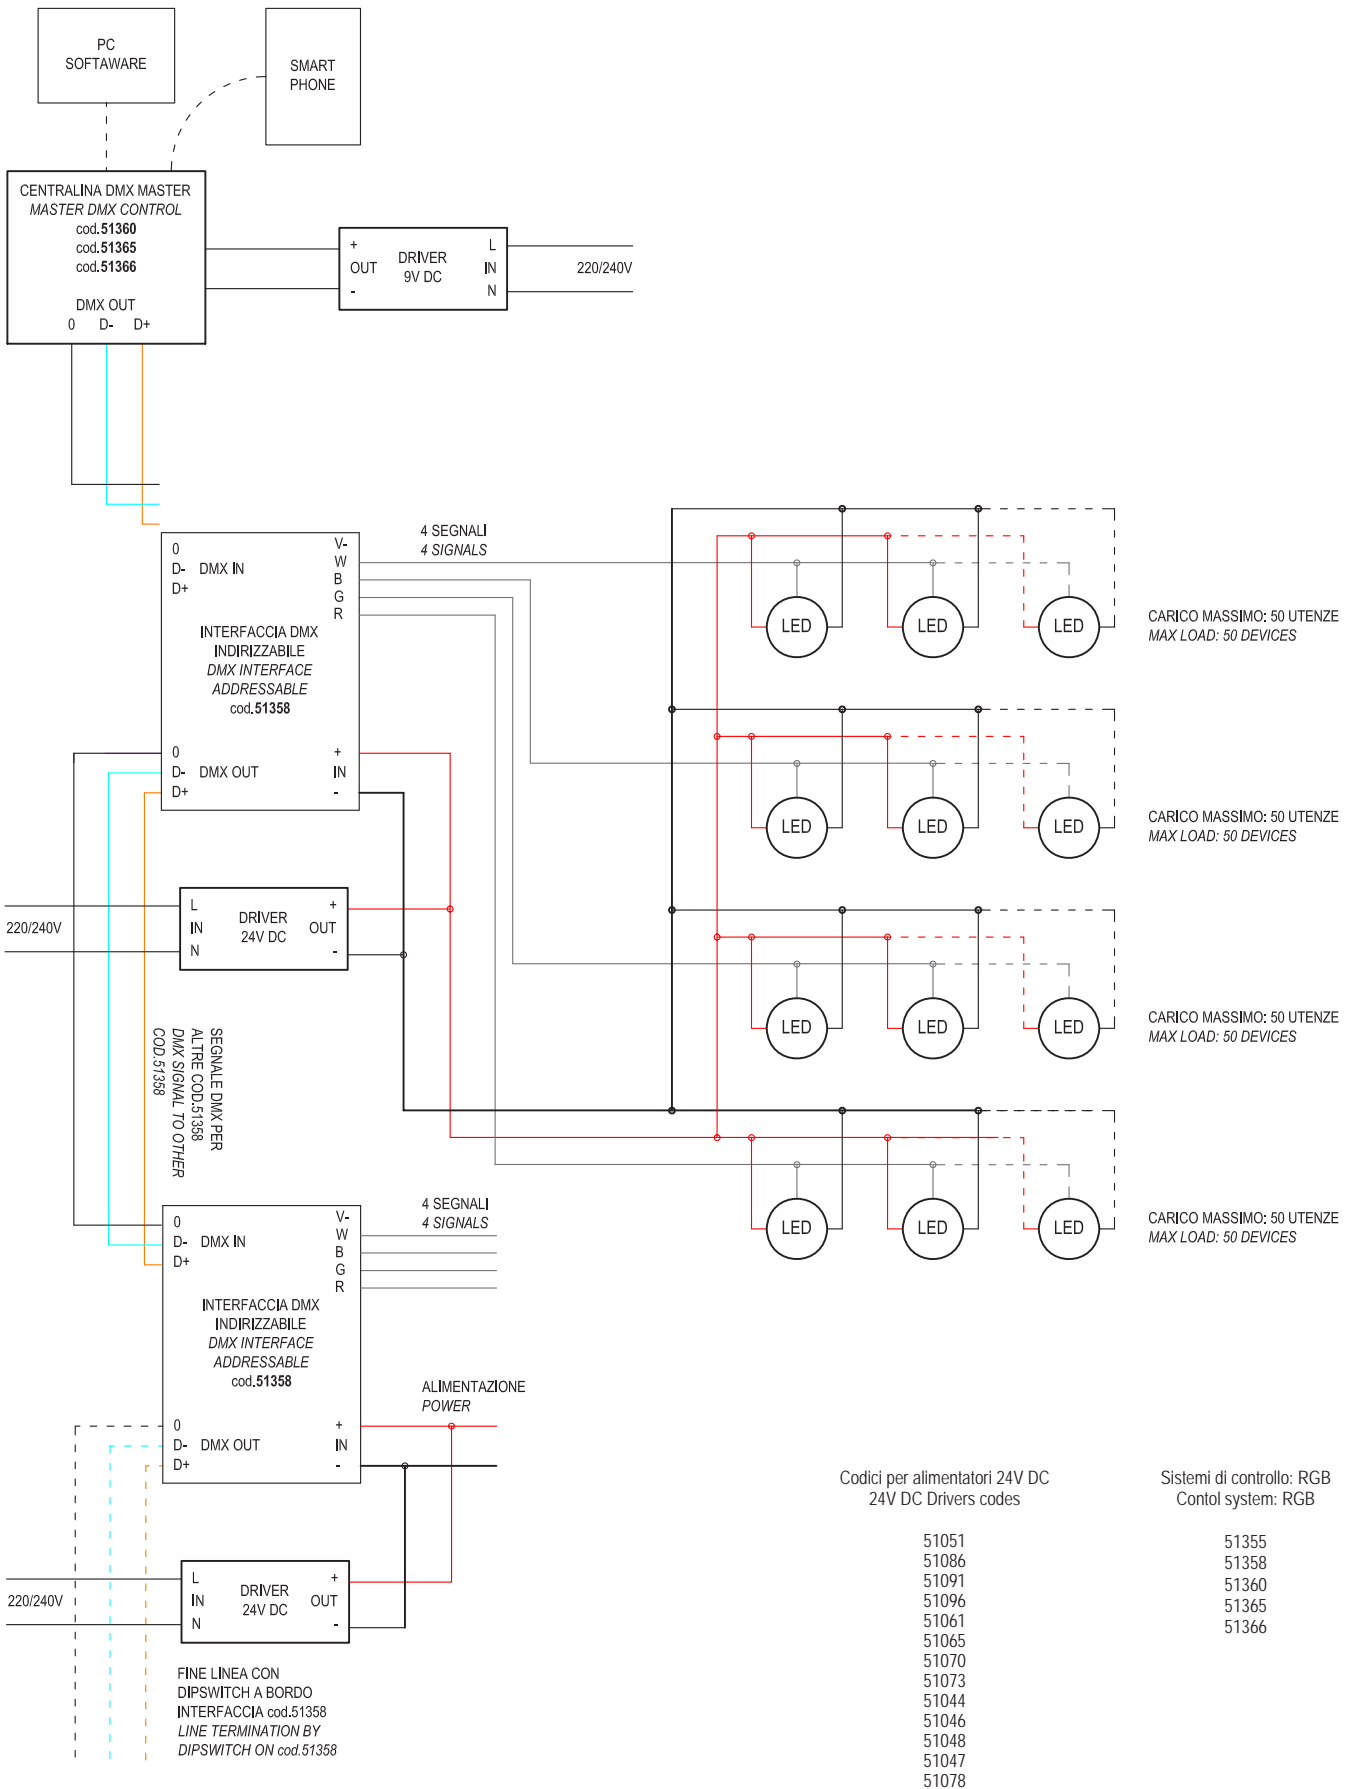 PC
SOFTAWARE
SMART
PHONE
CENTRALINA DMX MASTER
MASTER DMX CONTROL
cod.51360
cod.51365
cod.51366
DMX OUT
0 D- D+
+
OUT
-
DRIVER
9V DC
L
IN
N
220/240V
0
D- DMX IN
D+
V-
W
B
G
R
4 SEGNALI
4 SIGNALS
INTERFACCIA DMX
INDIRIZZABILE
DMX INTERFACE
ADDRESSABLE
cod.51358
0
D- DMX OUT
D+
+
IN
-
LED LED LED
CARICO MASSIMO: 50 UTENZE
MAX LOAD: 50 DEVICES
LED LED LED
CARICO MASSIMO: 50 UTENZE
MAX LOAD: 50 DEVICES
220/240V
L
IN
N
DRIVER
24V DC
+
OUT
-
LED LED LED
CARICO MASSIMO: 50 UTENZE
MAX LOAD: 50 DEVICES
SEGNALE DMX PER
ALTRE COD.51358
DMX SIGNAL TO OTHER
COD.51358
LED LED LED
CARICO MASSIMO: 50 UTENZE
MAX LOAD: 50 DEVICES
0
D- DMX IN
D+
V-
W
B
G
R
4 SEGNALI
4 SIGNALS
INTERFACCIA DMX
INDIRIZZABILE
DMX INTERFACE
ADDRESSABLE
cod.51358
0
D- DMX OUT
D+
+
IN
-
ALIMENTAZIONE
POWER
220/240V
L
IN
N
DRIVER
24V DC
+
OUT
-
FINE LINEA CON
DIPSWITCH A BORDO
INTERFACCIA cod.51358
LINE TERMINATION BY
DIPSWITCH ON cod.51358
Codici per alimentatori 24V DC
24V DC Drivers codes
51051
51086
51091
51096
51061
51065
51070
51073
51044
51046
51048
51047
51078
Sistemi di controllo: RGB
Contol system: RGB
51355
51358
51360
51365
51366